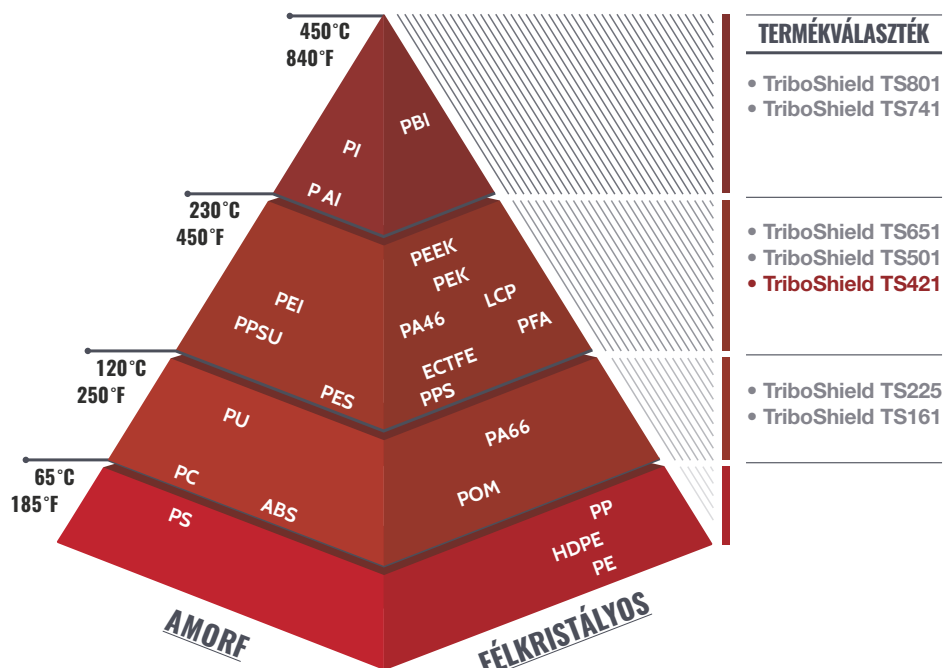 450°C
840°F
TERMÉKVÁLASZTÉK
• TriboShield TS801
• TriboShield TS741
PBI
PI
P AI
230°C
450°F
PEEK
PEK
LCP
PA46
PFA
ECTFE
PPS
PEI
PPSU
PES
• TriboShield TS651
• TriboShield TS501
• TriboShield TS421
120°C
250°F
PU
PC
ABS
PA66
POM
• TriboShield TS225
• TriboShield TS161
65°C
185°F
PS
PP
HDPE
PE
AMORF
FÉLKRISTÁLYOS